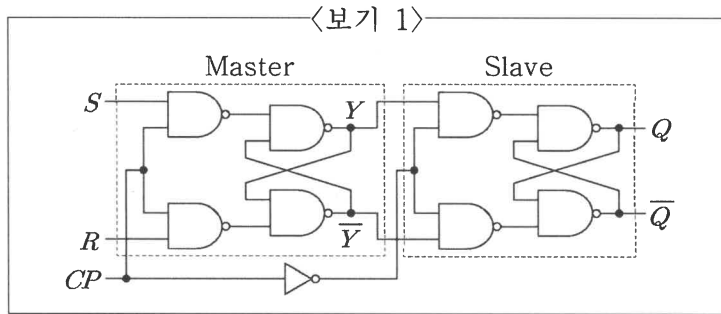 〈보기 1〉
Master Slave
S Y Q
R Y̅ Q̅
CP